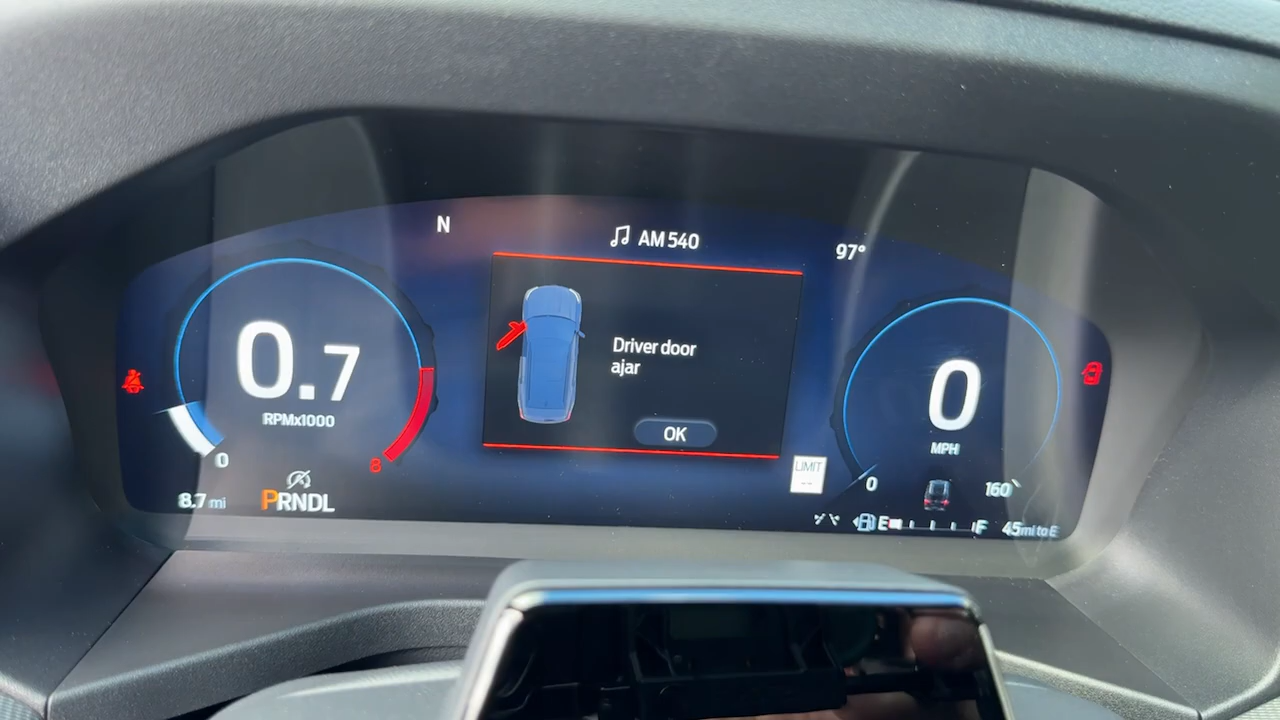 N
AM 540
97°
0.7
RPMx1000
0
8
8.7 mi
PRNDL
Driver door
ajar
OK
LIMIT
--
0
MPH
0
160
E
F
45mi to E